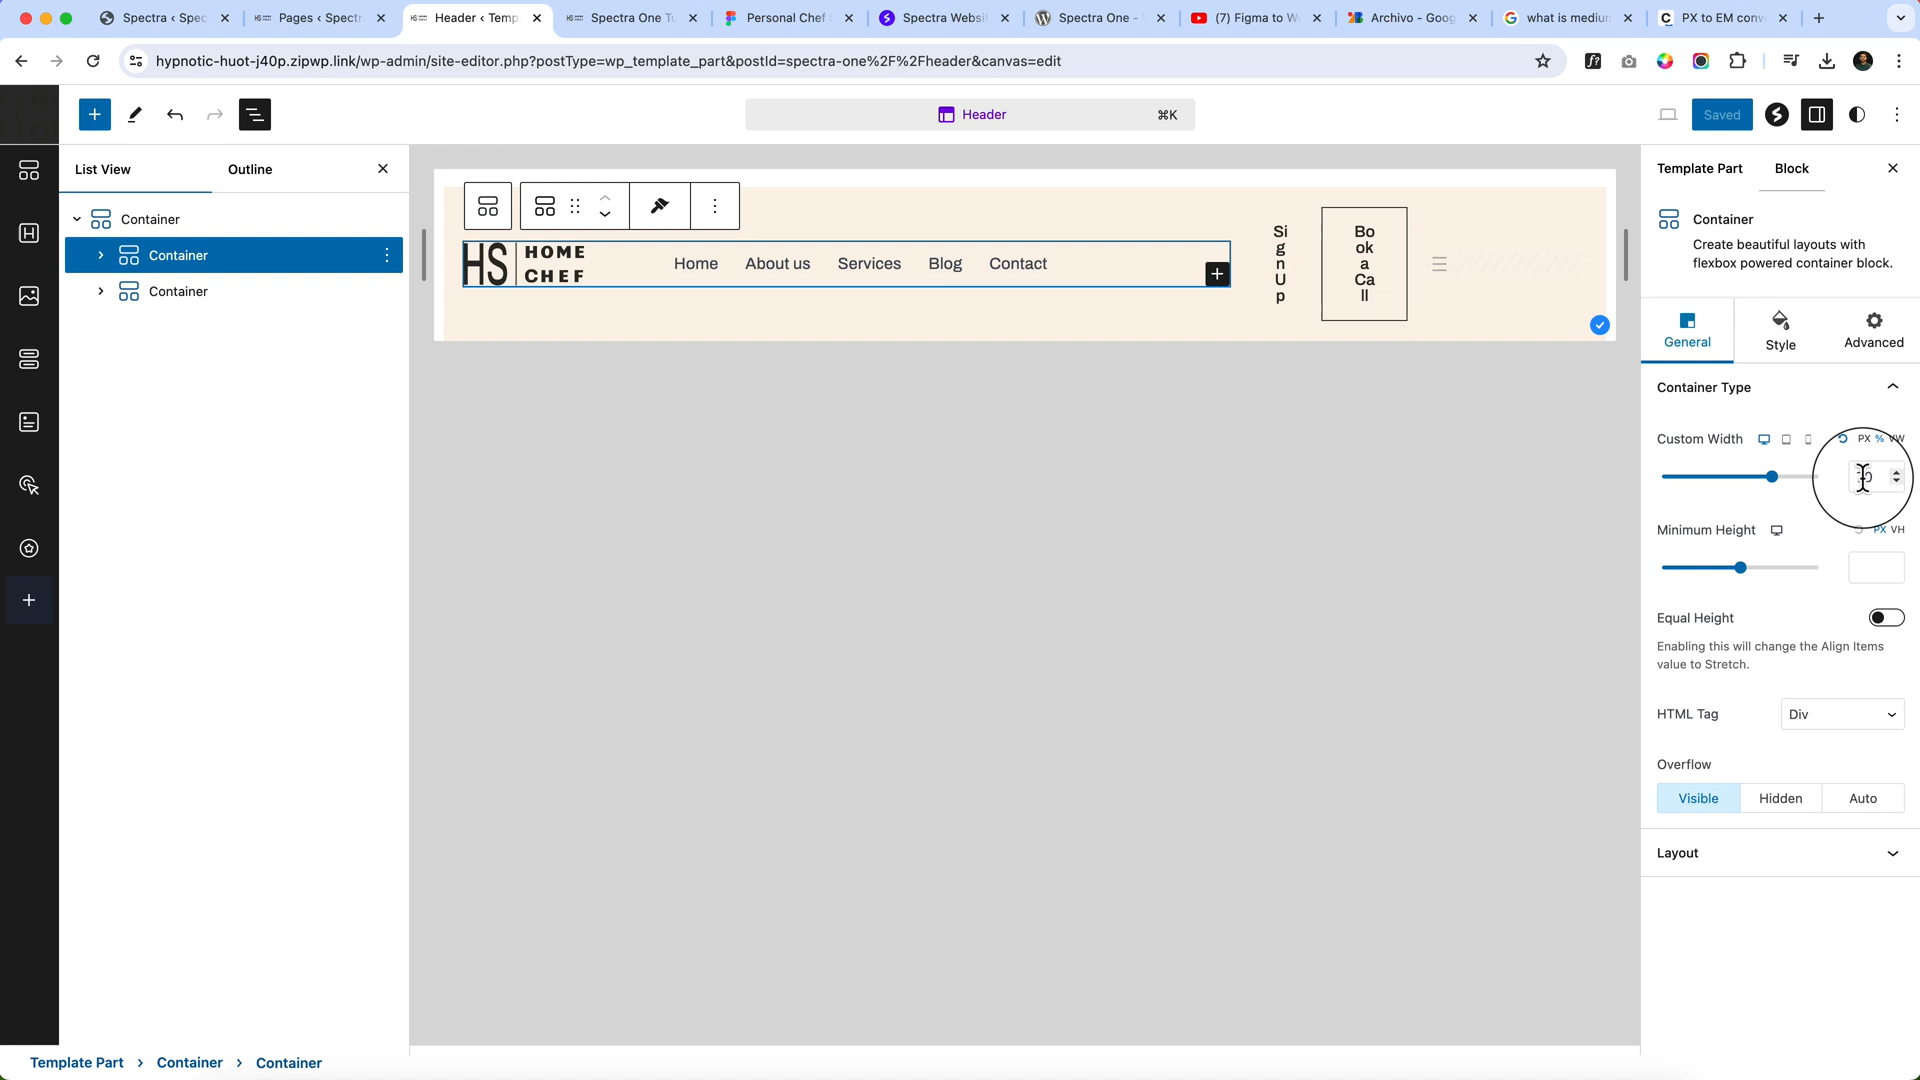 Spectra ‹ Spec
Pages ‹ Spectr
Header ‹ Temp
Spectra One Tu
Personal Chef
Spectra Websi
Spectra One -
(7) Figma to W
Archivo - Goog
what is mediun
PX to EM conv
hypnotic-huot-j40p.zipwp.link/wp-admin/site-editor.php?postType=wp_template_part&postId=spectra-one%2F%2Fheader&canvas=edit
Header
⌘K
Saved
List View
Outline
Template Part
Block
Container
Container
Container
HS
HOME
CHEF
Home
About us
Services
Blog
Contact
Si
g
n
U
p
Bo
ok
a
Ca
ll
Container
Create beautiful layouts with
flexbox powered container block.
General
Style
Advanced
Container Type
Custom Width
PX % VW
Minimum Height
PX VH
Equal Height
Enabling this will change the Align Items
value to Stretch.
HTML Tag
Div
Overflow
Visible
Hidden
Auto
Layout
Template Part › Container › Container